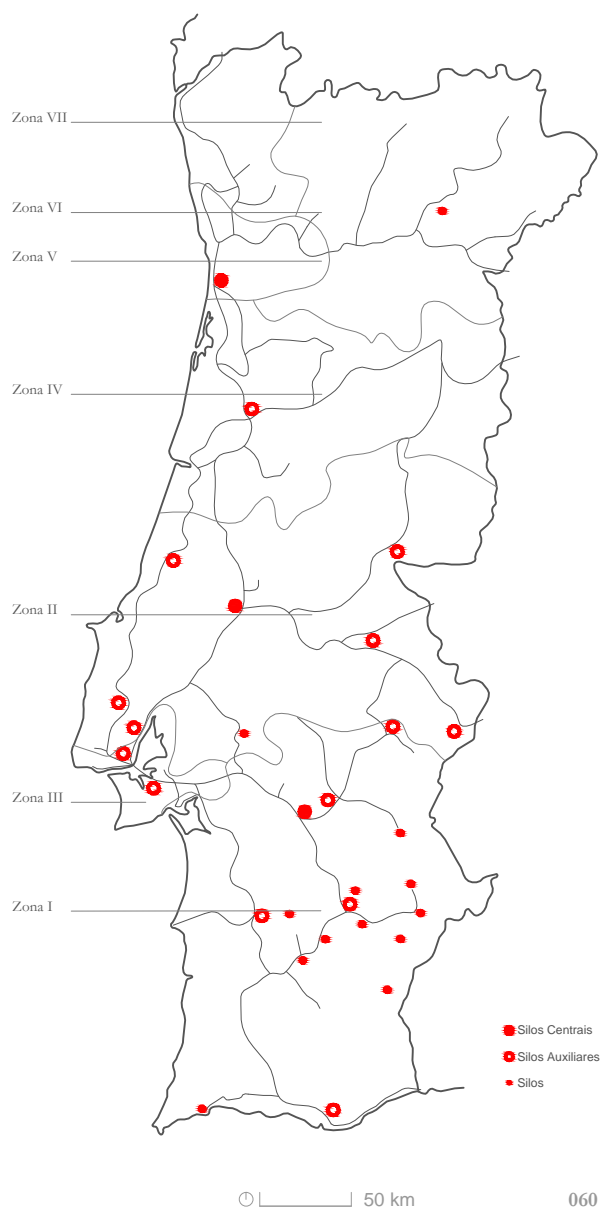 Zona VII
Zona VI
Zona V
Zona IV
Zona II
Zona III
Zona I
Silos Centrais
Silos Auxiliares
Silos
50 km
060